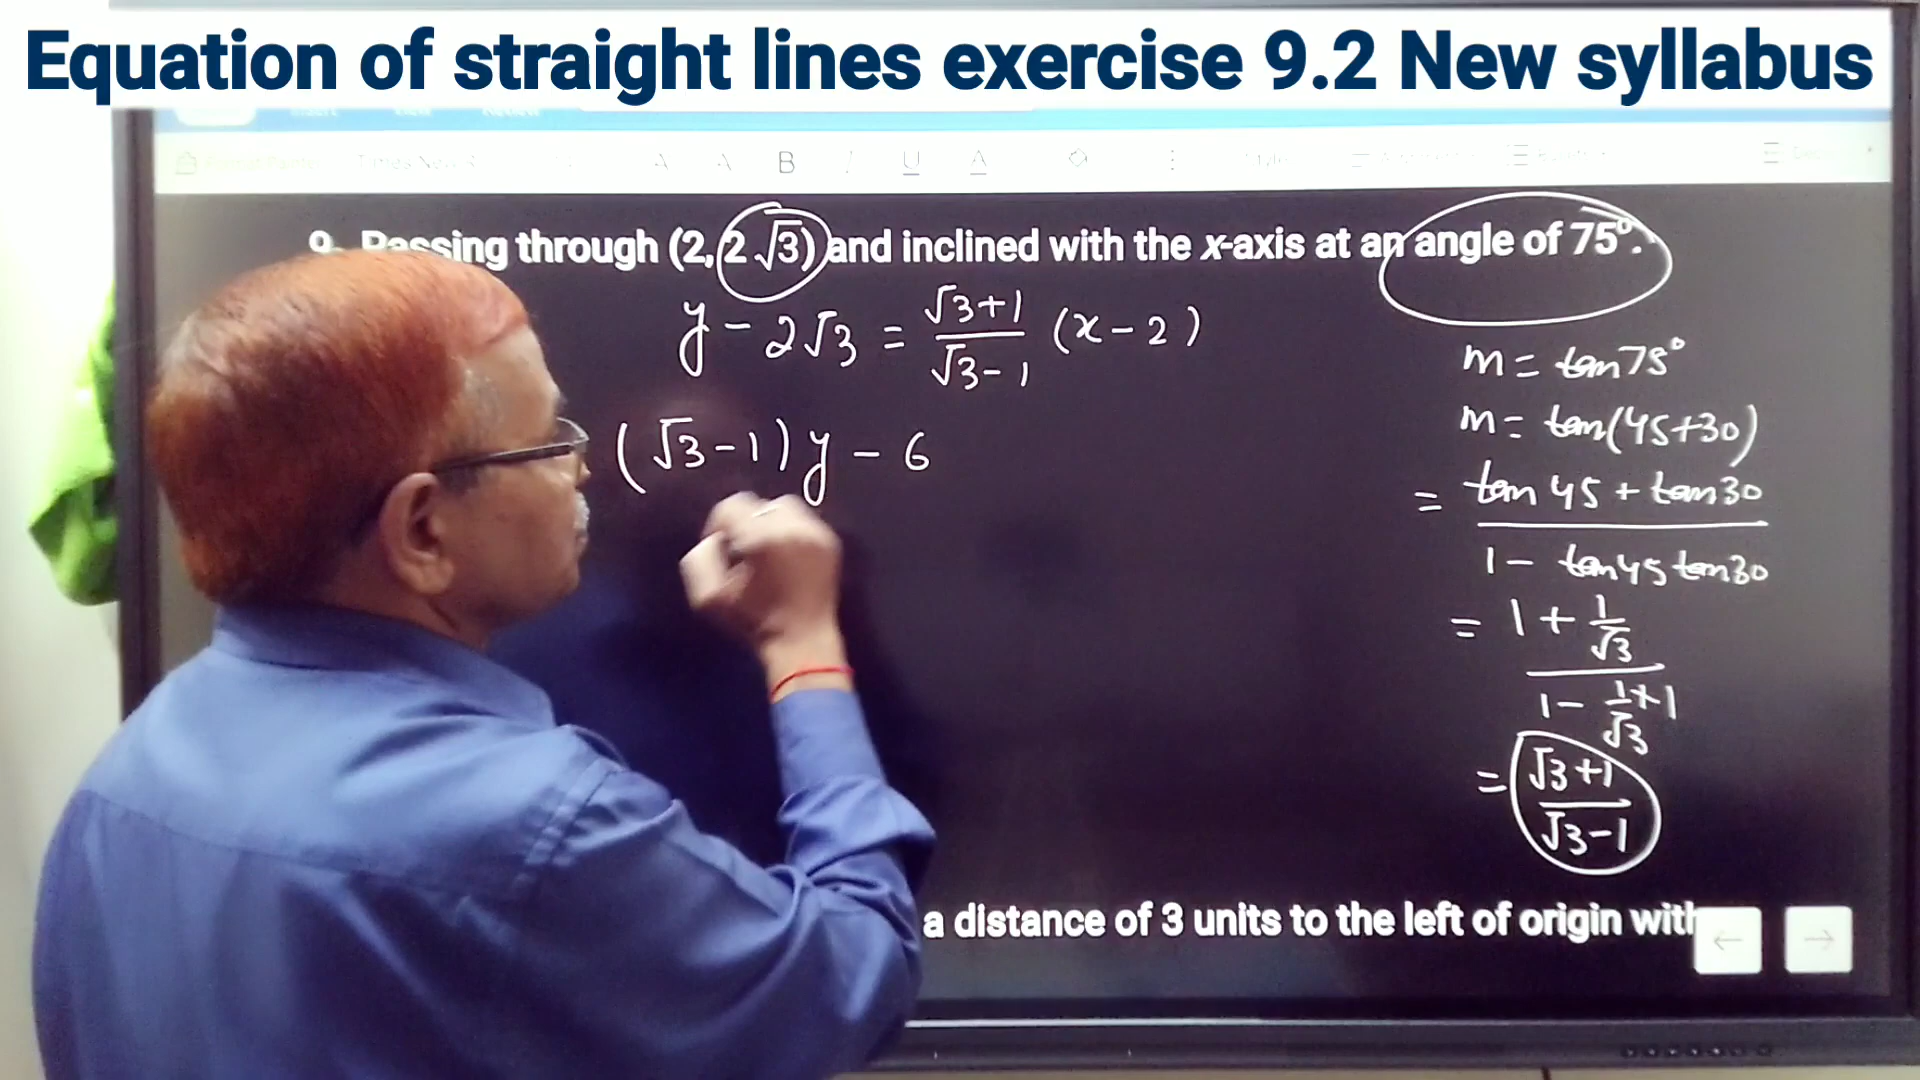 Equation of straight lines exercise 9.2 New syllabus
B U A
9. Passing through (2, 2 √3) and inclined with the x-axis at an angle of 75°.
y - 2√3 = (√3+1)/(√3-1) (x-2)
(√3-1) y - 6
m = tan75°
m = tan(45+30)
= (tan 45 + tan30)/(1 - tan45 tan30)
= (1 + 1/√3)/(1 - 1/√3 × 1)
= (√3+1)/(√3-1)
a distance of 3 units to the left of origin with